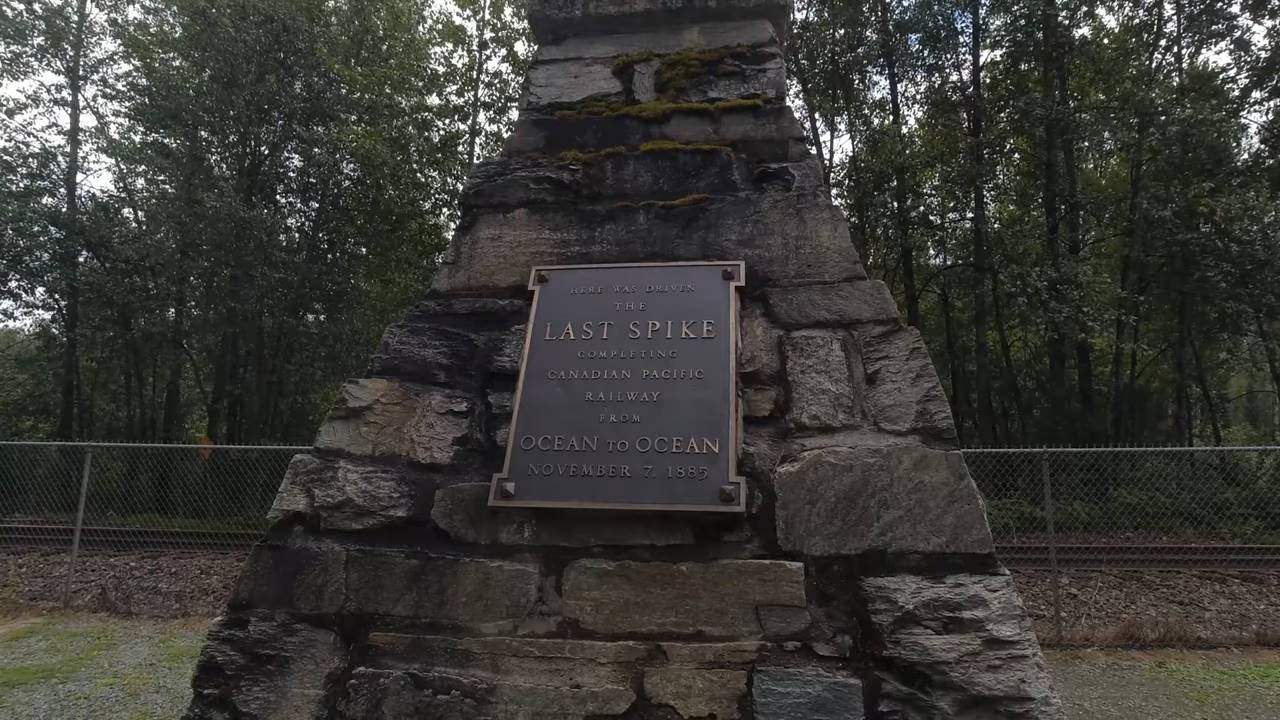 HERE WAS DRIVEN
THE
LAST SPIKE
COMPLETING
CANADIAN PACIFIC
RAILWAY
FROM
OCEAN TO OCEAN
NOVEMBER 7, 1885